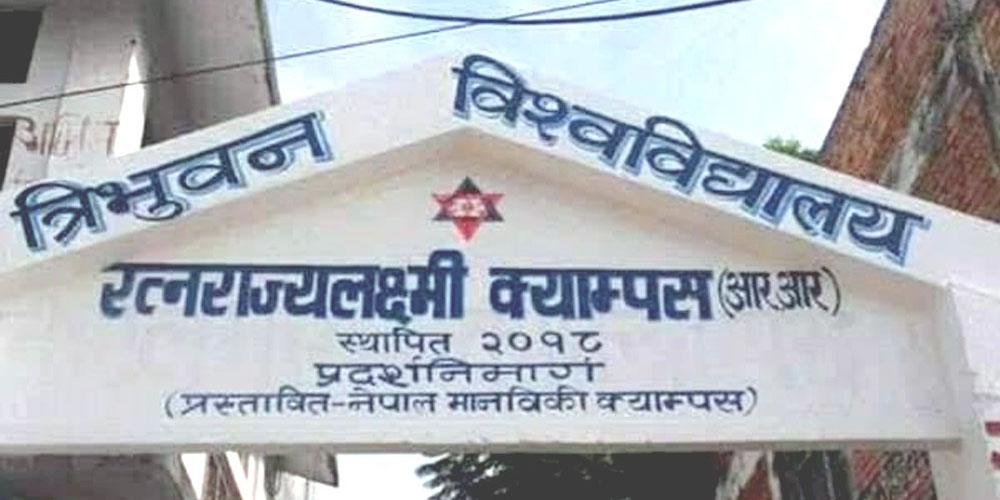 त्रिभुवन विश्वविद्यालय
रत्नराज्यलक्ष्मी क्याम्पस (आर.आर)
स्थापित २०१८
प्रदर्शनिमार्ग
(प्रस्तावित-नेपाल मानविकी क्याम्पस)